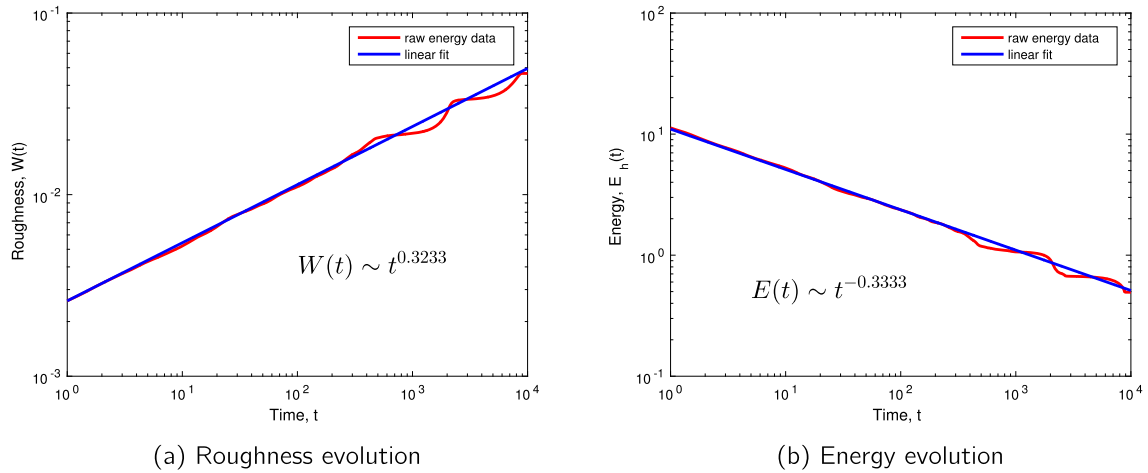 10^-1
raw energy data
linear fit
Roughness, W(t)
10^-2
W(t) ∼ t^0.3233
10^-3
10^0
10^1
10^2
10^3
10^4
Time, t
(a) Roughness evolution
10^2
raw energy data
linear fit
10^1
Energy, E_h(t)
10^0
E(t) ∼ t^-0.3333
10^-1
10^0
10^1
10^2
10^3
10^4
Time, t
(b) Energy evolution